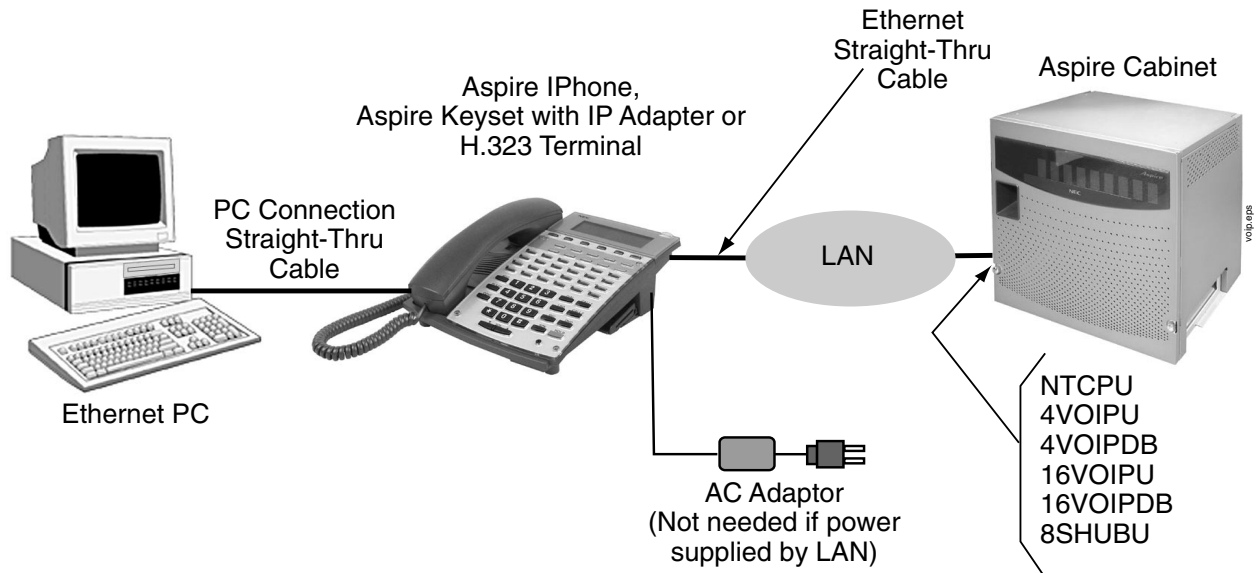 Ethernet
Straight-Thru
Cable
Aspire Cabinet
Aspire IPhone,
Aspire Keyset with IP Adapter or
H.323 Terminal
PC Connection
Straight-Thru
Cable
LAN
Aspire
NEC
voip.eps
Ethernet PC
NTCPU
4VOIPU
4VOIPDB
16VOIPU
16VOIPDB
8SHUBU
AC Adaptor
(Not needed if power
supplied by LAN)